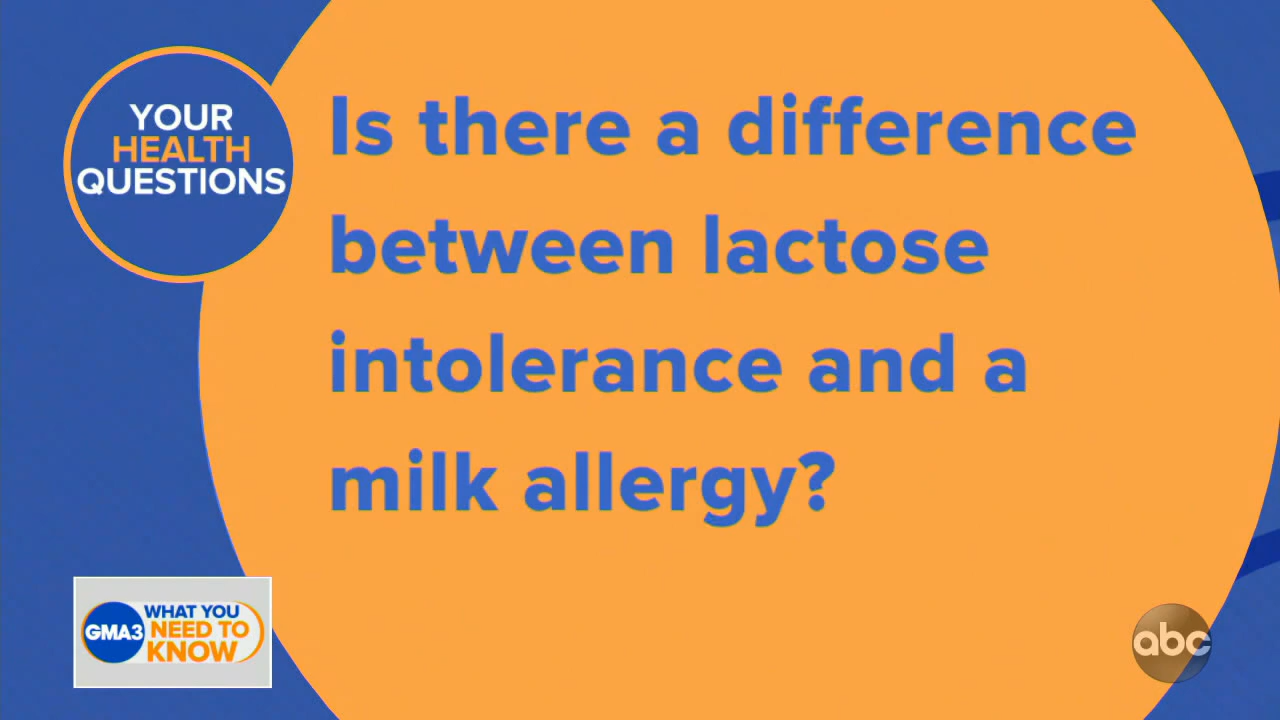 YOUR
HEALTH
QUESTIONS
Is there a difference
between lactose
intolerance and a
milk allergy?
GMA3
WHAT YOU
NEED TO
KNOW
abc